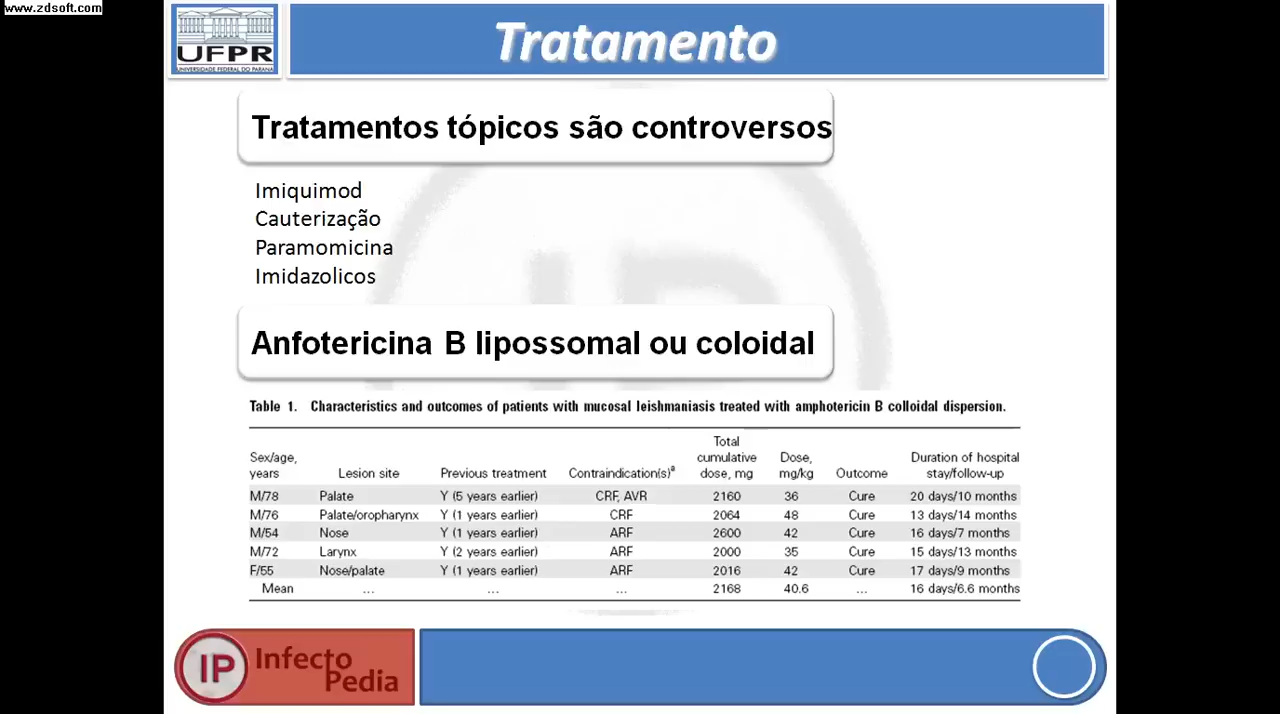 www.zdsoft.com
UFPR
UNIVERSIDADE FEDERAL DO PARANÁ
Tratamento
Tratamentos tópicos são controversos
Imiquimod
Cauterização
Paramomicina
Imidazolicos
Anfotericina B lipossomal ou coloidal
Table 1. Characteristics and outcomes of patients with mucosal leishmaniasis treated with amphotericin B colloidal dispersion.
Sex/age, years Lesion site Previous treatment Contraindication(s)ª Total cumulative dose, mg Dose, mg/kg Outcome Duration of hospital stay/follow-up
M/78 Palate Y (5 years earlier) CRF, AVR 2160 36 Cure 20 days/10 months
M/76 Palate/oropharynx Y (1 years earlier) CRF 2064 48 Cure 13 days/14 months
M/54 Nose Y (1 years earlier) ARF 2600 42 Cure 16 days/7 months
M/72 Larynx Y (2 years earlier) ARF 2000 35 Cure 15 days/13 months
F/55 Nose/palate Y (1 years earlier) ARF 2016 42 Cure 17 days/9 months
Mean ... ... ... 2168 40.6 ... 16 days/6.6 months
IP Infecto
Pedia